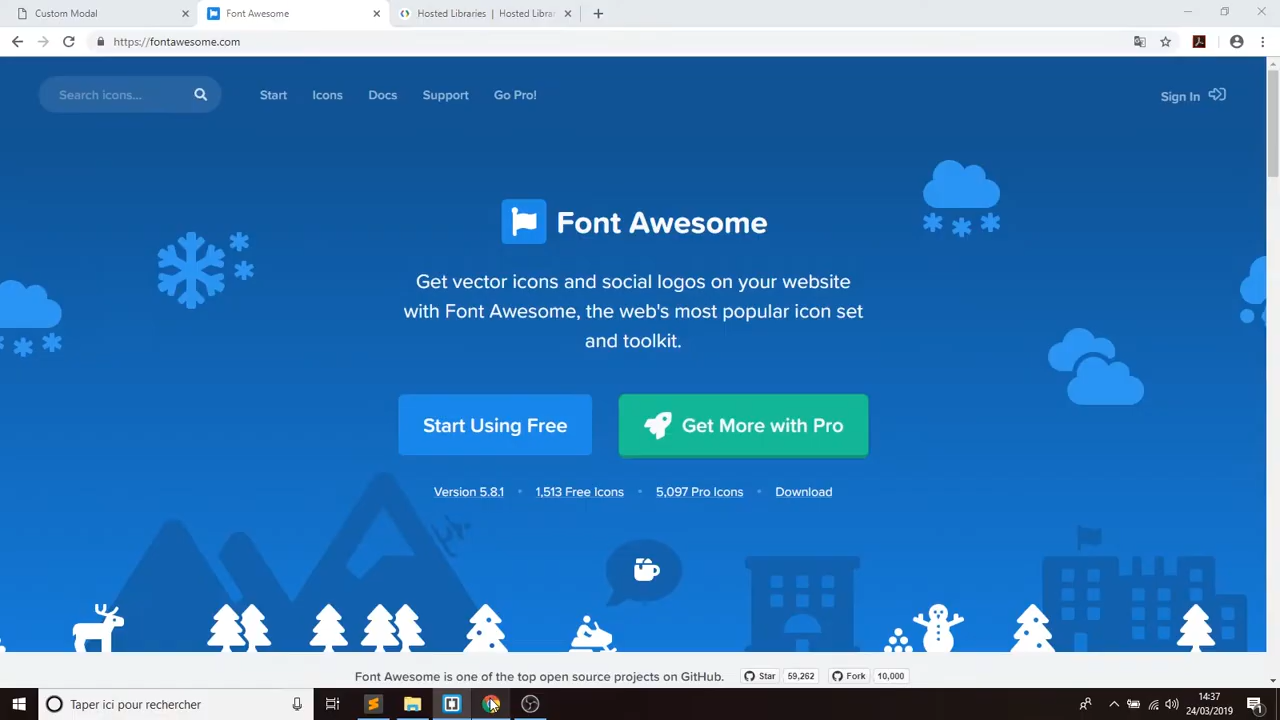 Custom Modal
Font Awesome
Hosted Libraries | Hosted Librar
https://fontawesome.com
Search icons...
Start
Icons
Docs
Support
Go Pro!
Sign In
Font Awesome
Get vector icons and social logos on your website
with Font Awesome, the web's most popular icon set
and toolkit.
Start Using Free
Get More with Pro
Version 5.8.1
1,513 Free Icons
5,097 Pro Icons
Download
Font Awesome is one of the top open source projects on GitHub.
Star
59,262
Fork
10,000
Taper ici pour rechercher
14:37
24/03/2019